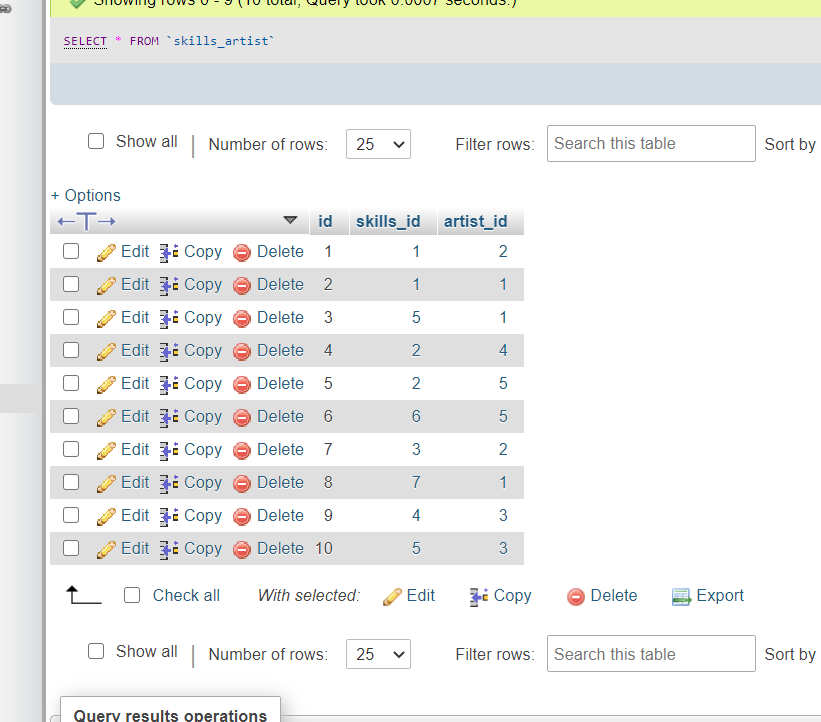 Showing rows 0 - 9 (10 total, Query took 0.0007 seconds.)
SELECT * FROM `skills_artist`
Show all | Number of rows: 25 Filter rows: Search this table Sort by
+ Options
←T→ id skills_id artist_id
Edit Copy Delete 1 1 2
Edit Copy Delete 2 1 1
Edit Copy Delete 3 5 1
Edit Copy Delete 4 2 4
Edit Copy Delete 5 2 5
Edit Copy Delete 6 6 5
Edit Copy Delete 7 3 2
Edit Copy Delete 8 7 1
Edit Copy Delete 9 4 3
Edit Copy Delete 10 5 3
Check all With selected: Edit Copy Delete Export
Show all | Number of rows: 25 Filter rows: Search this table Sort by
Query results operations